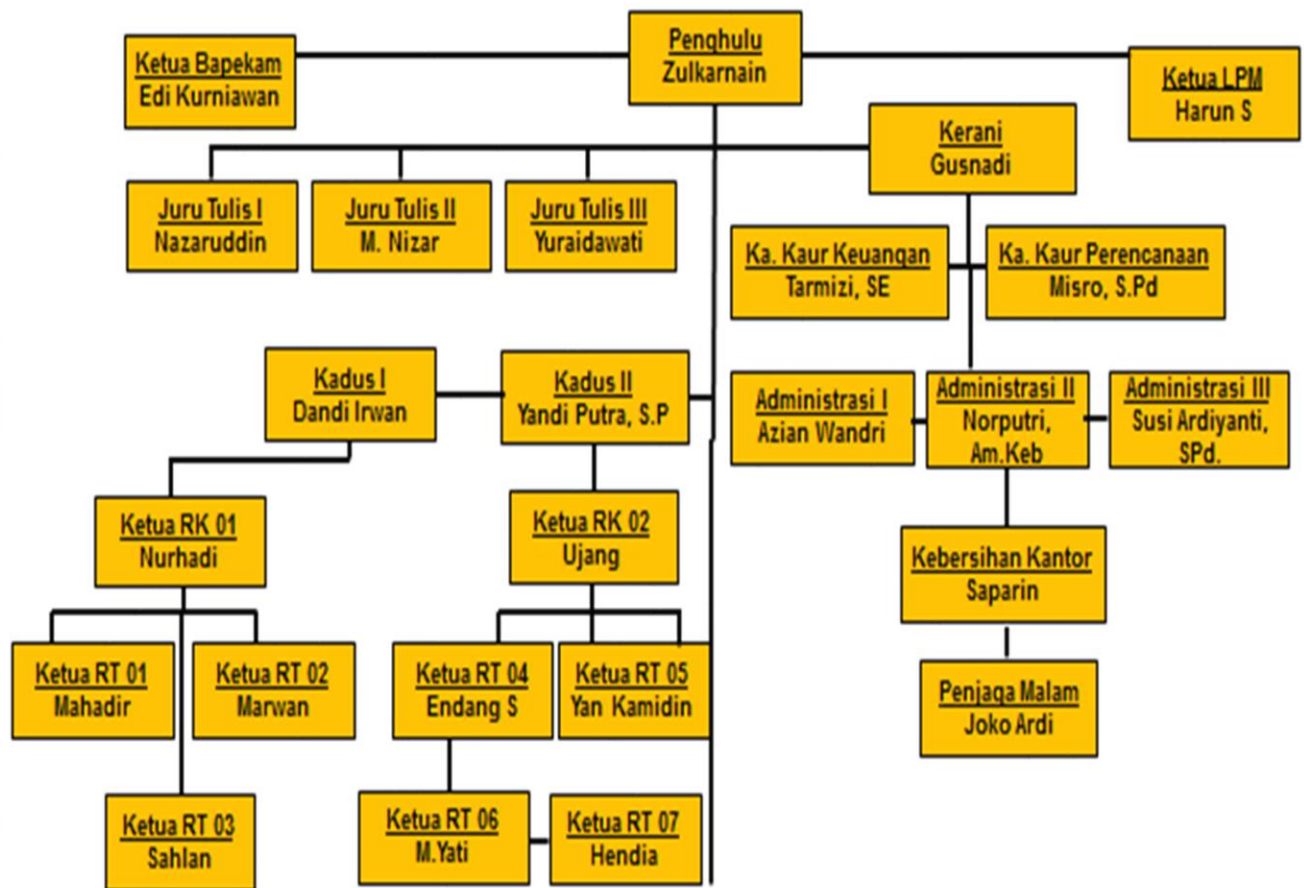 Penghulu
Zulkarnain
Ketua Bapekam
Edi Kurniawan
Ketua LPM
Harun S
Kerani
Gusnadi
Juru Tulis I
Nazaruddin
Juru Tulis II
M. Nizar
Juru Tulis III
Yuraidawati
Ka. Kaur Keuangan
Tarmizi, SE
Ka. Kaur Perencanaan
Misro, S.Pd
Kadus I
Dandi Irwan
Kadus II
Yandi Putra, S.P
Administrasi I
Azian Wandri
Administrasi II
Norputri,
Am.Keb
Administrasi III
Susi Ardiyanti,
SPd.
Ketua RK 01
Nurhadi
Ketua RK 02
Ujang
Kebersihan Kantor
Saparin
Ketua RT 01
Mahadir
Ketua RT 02
Marwan
Ketua RT 04
Endang S
Ketua RT 05
Yan Kamidin
Penjaga Malam
Joko Ardi
Ketua RT 03
Sahlan
Ketua RT 06
M.Yati
Ketua RT 07
Hendia